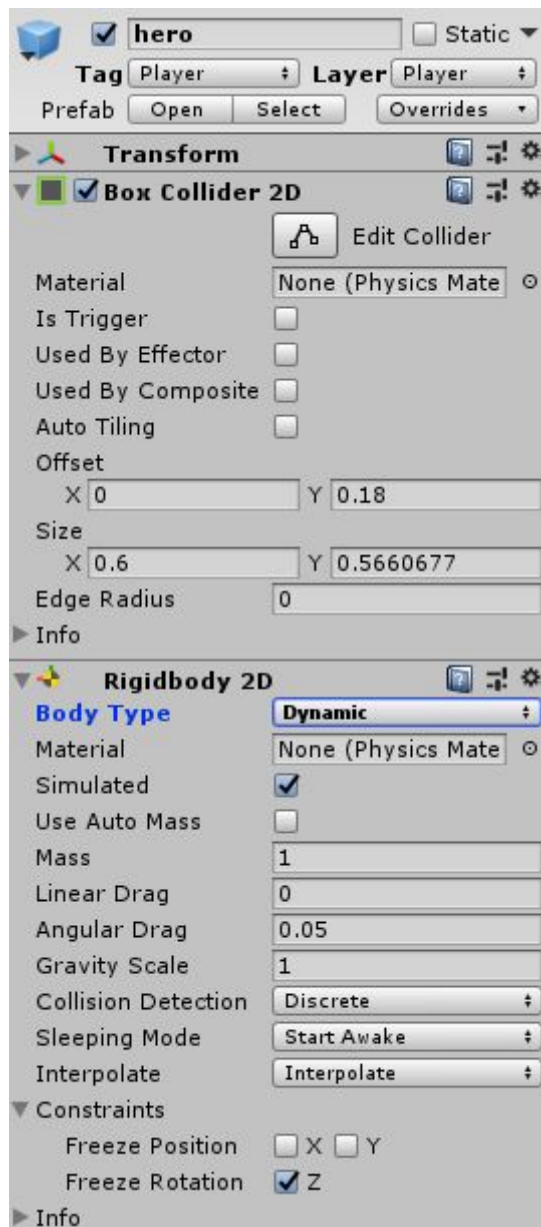 hero Static
Tag Player Layer Player
Prefab Open Select Overrides
Transform
Box Collider 2D
Edit Collider
Material None (Physics Mate
Is Trigger
Used By Effector
Used By Composite
Auto Tiling
Offset
X 0 Y 0.18
Size
X 0.6 Y 0.5660677
Edge Radius 0
Info
Rigidbody 2D
Body Type Dynamic
Material None (Physics Mate
Simulated
Use Auto Mass
Mass 1
Linear Drag 0
Angular Drag 0.05
Gravity Scale 1
Collision Detection Discrete
Sleeping Mode Start Awake
Interpolate Interpolate
Constraints
Freeze Position X Y
Freeze Rotation Z
Info